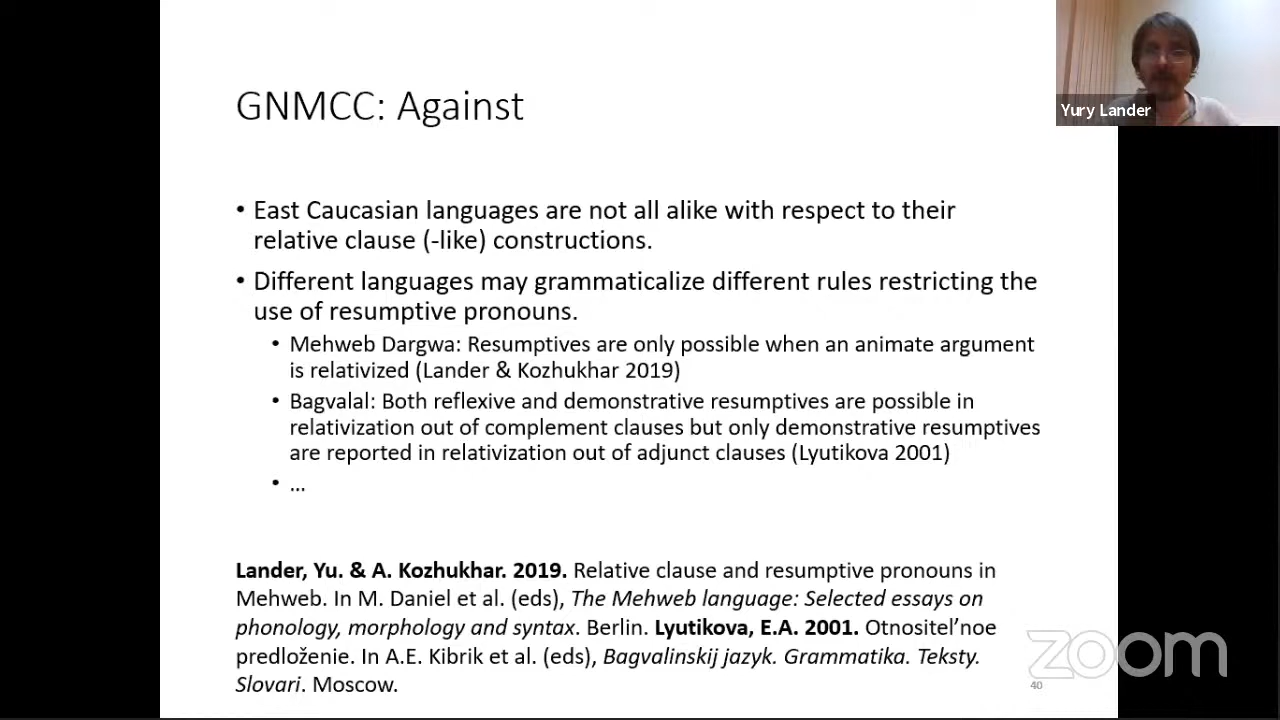 GNMCC: Against
Yury Lander
• East Caucasian languages are not all alike with respect to their
relative clause (-like) constructions.
• Different languages may grammaticalize different rules restricting the
use of resumptive pronouns.
• Mehweb Dargwa: Resumptives are only possible when an animate argument
is relativized (Lander & Kozhukhar 2019)
• Bagvalal: Both reflexive and demonstrative resumptives are possible in
relativization out of complement clauses but only demonstrative resumptives
are reported in relativization out of adjunct clauses (Lyutikova 2001)
• ...
Lander, Yu. & A. Kozhukhar. 2019. Relative clause and resumptive pronouns in
Mehweb. In M. Daniel et al. (eds), The Mehweb language: Selected essays on
phonology, morphology and syntax. Berlin. Lyutikova, E.A. 2001. Otnositel’noe
predloženie. In A.E. Kibrik et al. (eds), Bagvalinskij jazyk. Grammatika. Teksty.
Slovari. Moscow.
zoom
40